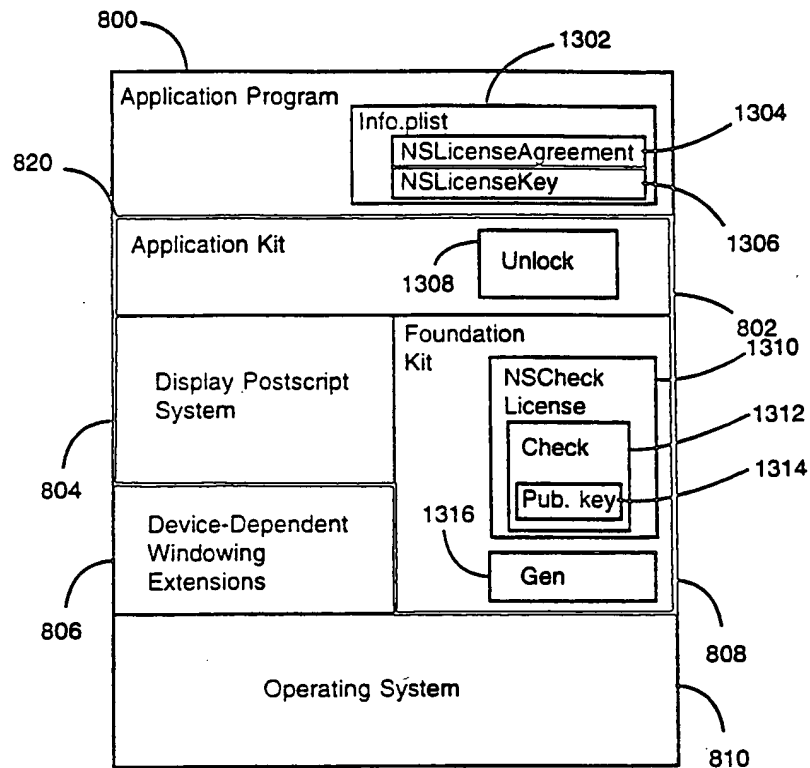 800
1302
Application Program
Info.plist
1304
NSLicenseAgreement
820
NSLicenseKey
1306
Application Kit
Unlock
1308
802
Foundation
Kit
1310
Display Postscript
System
NSCheck
License
1312
Check
1314
804
Pub. key
1316
Device-Dependent
Windowing
Extensions
Gen
806
808
Operating System
810